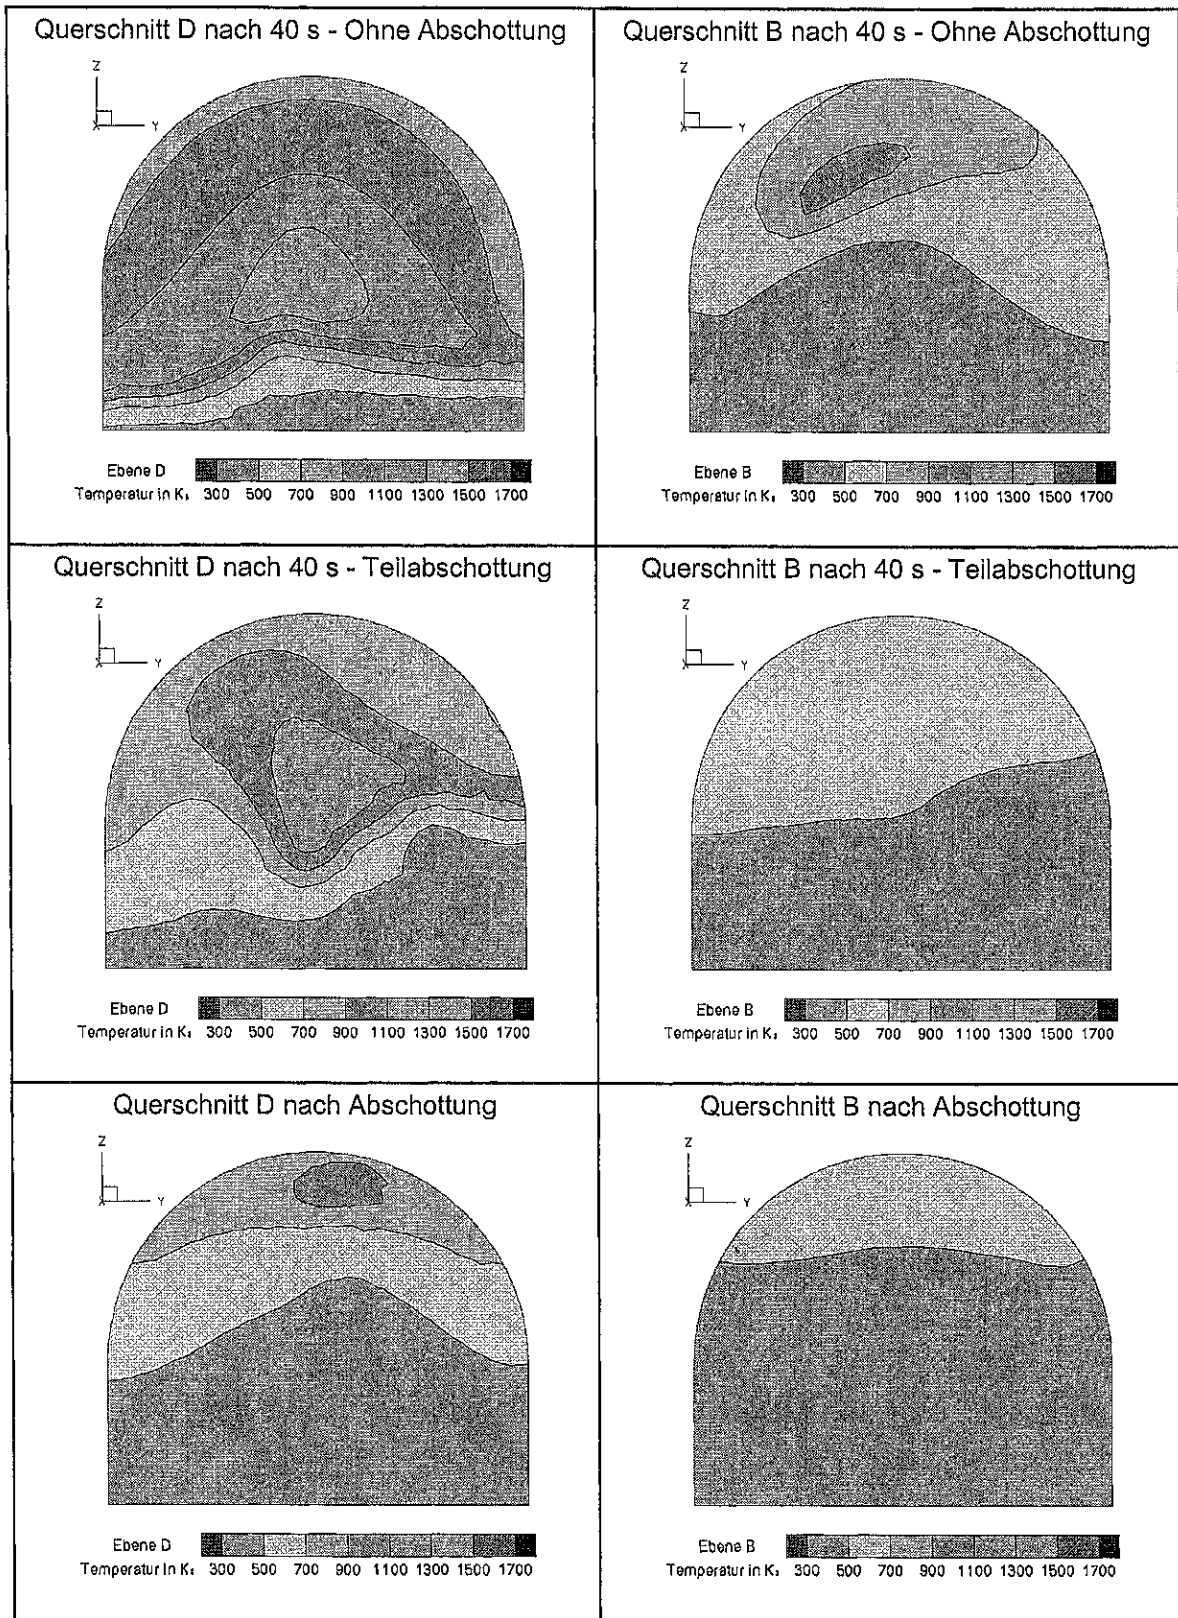 Querschnitt D nach 40 s - Ohne Abschottung
Z
X
Y
Ebene D
Temperatur in K: 300 500 700 900 1100 1300 1500 1700
Querschnitt B nach 40 s - Ohne Abschottung
Z
X
Y
Ebene B
Temperatur in K: 300 500 700 900 1100 1300 1500 1700
Querschnitt D nach 40 s - Teilabschottung
Z
X
Y
Ebene D
Temperatur in K: 300 500 700 900 1100 1300 1500 1700
Querschnitt B nach 40 s - Teilabschottung
Z
X
Y
Ebene B
Temperatur in K: 300 500 700 900 1100 1300 1500 1700
Querschnitt D nach Abschottung
Z
X
Y
Ebene D
Temperatur in K: 300 500 700 900 1100 1300 1500 1700
Querschnitt B nach Abschottung
Z
X
Y
Ebene B
Temperatur in K: 300 500 700 900 1100 1300 1500 1700